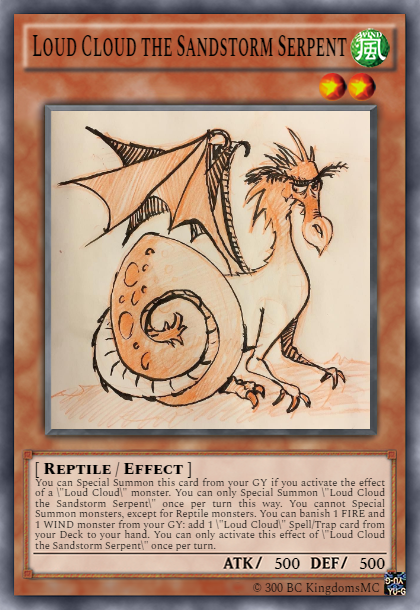 LOUD CLOUD THE SANDSTORM SERPENT
WIND
風
[ REPTILE / EFFECT ]
You can Special Summon this card from your GY if you activate the effect
of a \"Loud Cloud\" monster. You can only Special Summon \"Loud Cloud
the Sandstorm Serpent\" once per turn this way. You cannot Special
Summon monsters, except for Reptile monsters. You can banish 1 FIRE and
1 WIND monster from your GY: add 1 \"Loud Cloud\" Spell/Trap card from
your Deck to your hand. You can only activate this effect of \"Loud Cloud
the Sandstorm Serpent\" once per turn.
ATK/ 500 DEF/ 500
© 300 BC KingdomsMC